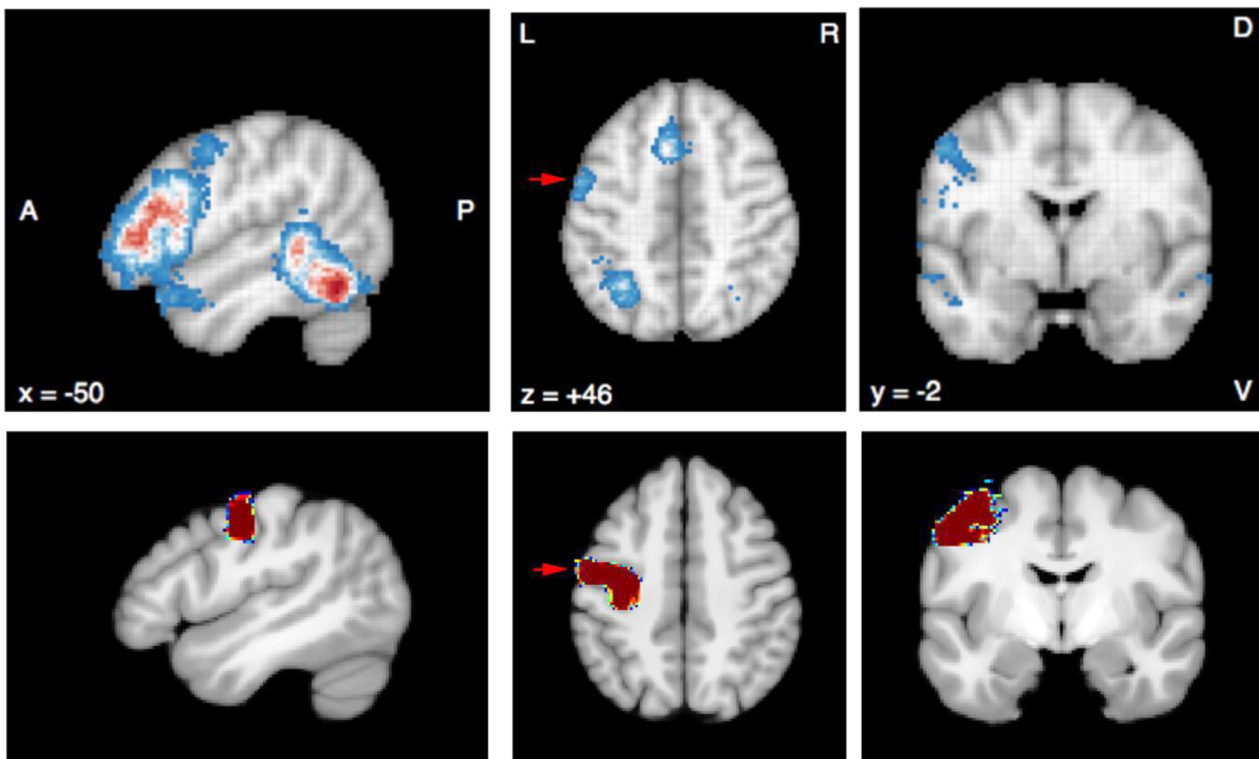 L
R
D
A
P
x = -50
z = +46
y = -2
V